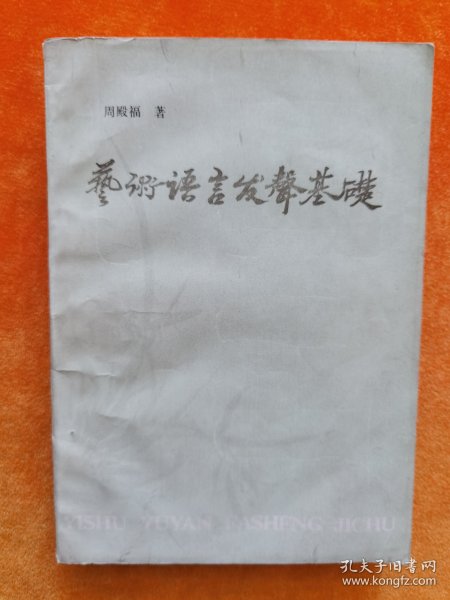 周殿福 著
藝術语言发聲基礎
YISHU YUYAN FASHENG JICHU
孔夫子旧书网
www.kongfz.com